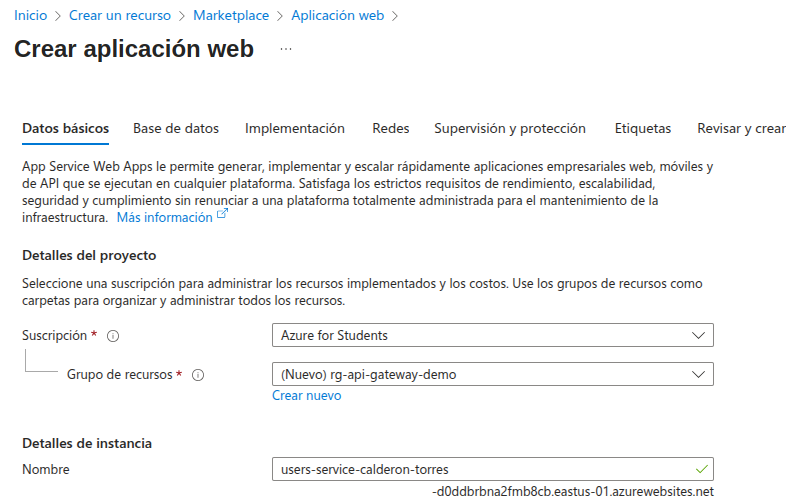 Inicio > Crear un recurso > Marketplace > Aplicación web >
Crear aplicación web ...
Datos básicos Base de datos Implementación Redes Supervisión y protección Etiquetas Revisar y crear
App Service Web Apps le permite generar, implementar y escalar rápidamente aplicaciones empresariales web, móviles y
de API que se ejecutan en cualquier plataforma. Satisfaga los estrictos requisitos de rendimiento, escalabilidad,
seguridad y cumplimiento sin renunciar a una plataforma totalmente administrada para el mantenimiento de la
infraestructura. Más información
Detalles del proyecto
Seleccione una suscripción para administrar los recursos implementados y los costos. Use los grupos de recursos como
carpetas para organizar y administrar todos los recursos.
Suscripción * Azure for Students
Grupo de recursos * (Nuevo) rg-api-gateway-demo
Crear nuevo
Detalles de instancia
Nombre users-service-calderon-torres
-d0ddbrbna2fmb8cb.eastus-01.azurewebsites.net